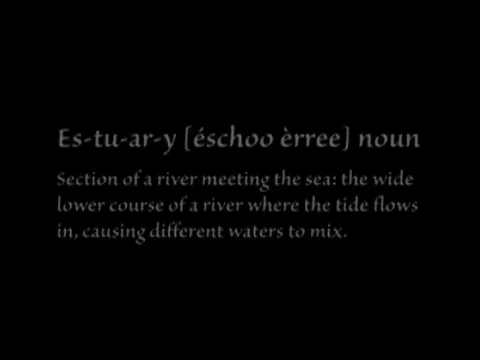 Es-tu-ar-y [éschoo èrree] noun
Section of a river meeting the sea: the wide
lower course of a river where the tide flows
in, causing different waters to mix.